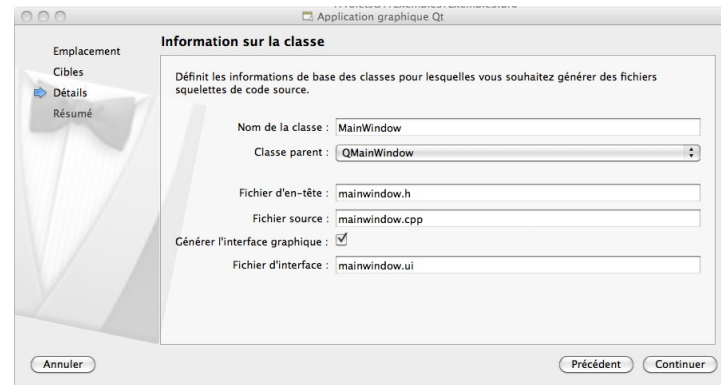 Application graphique Qt
Information sur la classe
Emplacement
Cibles
Détails
Résumé
Définit les informations de base des classes pour lesquelles vous souhaitez générer des fichiers
squelettes de code source.
Nom de la classe : MainWindow
Classe parent : QMainWindow
Fichier d'en-tête : mainwindow.h
Fichier source : mainwindow.cpp
Générer l'interface graphique :
Fichier d'interface : mainwindow.ui
Annuler
Précédent
Continuer